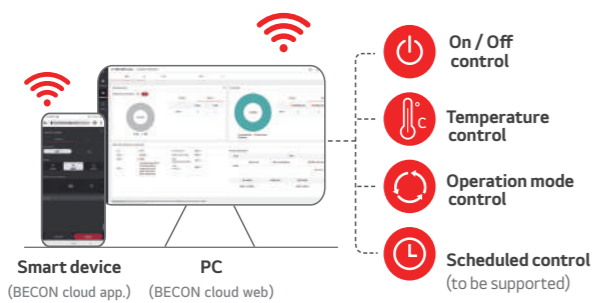 On / Off
control
°C
Temperature
control
Operation mode
control
Scheduled control
(to be supported)
Smart device
(BECON cloud app.)
PC
(BECON cloud web)